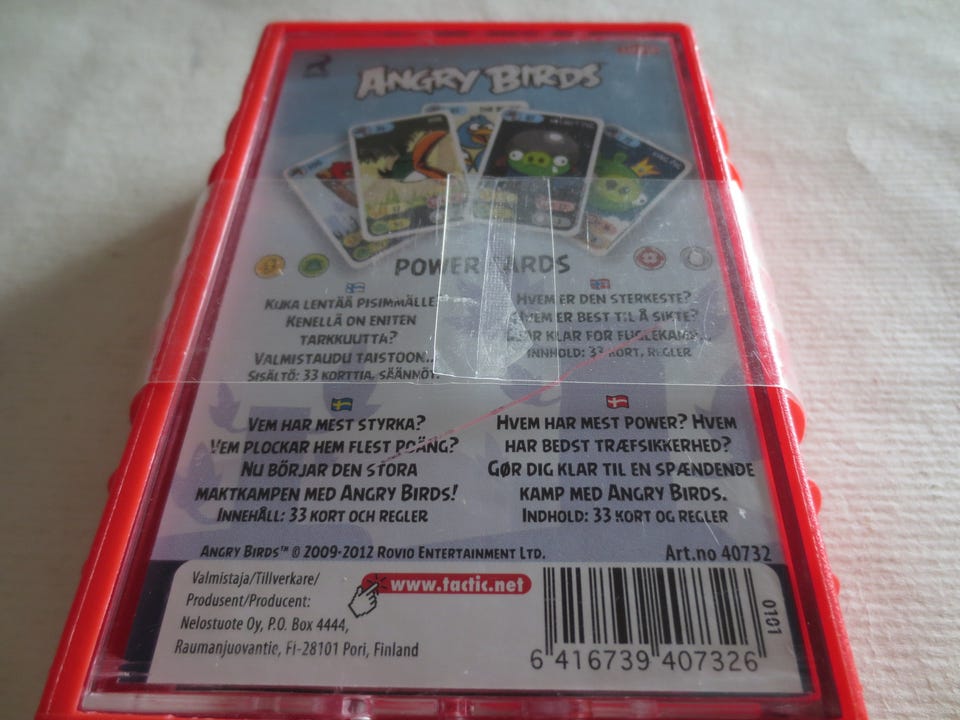 ANGRY BIRDS
POWER CARDS
KUKA LENTÄÄ PISIMMÄLLE?
KENELLÄ ON ENITEN
TARKKUUTTA?
VALMISTAUDU TAISTOON...
SISÄLTÖ: 33 KORTTIA, SÄÄNNÖT.
HVEM ER DEN STERKESTE?
HVEM ER BEST TIL Å SIKTE?
GJØR KLAR FOR FUGLEKAMP...
INNHOLD: 33 KORT, REGLER
VEM HAR MEST STYRKA?
VEM PLOCKAR HEM FLEST POÄNG?
NU BÖRJAR DEN STORA
MAKTKAMPEN MED ANGRY BIRDS!
INNEHÅLL: 33 KORT OCH REGLER
HVEM HAR MEST POWER? HVEM
HAR BEDST TRÆFSIKKERHED?
GØR DIG KLAR TIL EN SPÆNDENDE
KAMP MED ANGRY BIRDS.
INDHOLD: 33 KORT OG REGLER
ANGRY BIRDS™ © 2009-2012 ROVIO ENTERTAINMENT LTD.
Art.no 40732
Valmistaja/Tillverkare/
Produsent/Producent:
Nelostuote Oy, P.O. Box 4444,
Raumanjuovantie, FI-28101 Pori, Finland
www.tactic.net
0101
6 416739 407326